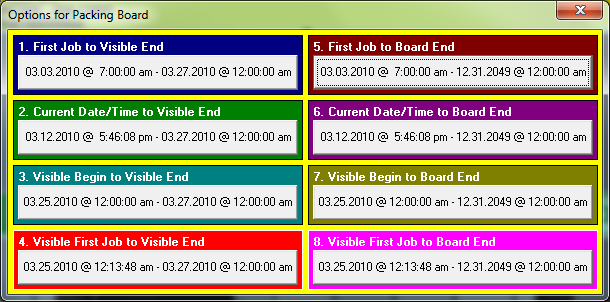 Options for Packing Board
1. First Job to Visible End
03.03.2010 @  7:00:00 am - 03.27.2010 @ 12:00:00 am
5. First Job to Board End
03.03.2010 @  7:00:00 am - 12.31.2049 @ 12:00:00 am
2. Current Date/Time to Visible End
03.12.2010 @  5:46:08 pm - 03.27.2010 @ 12:00:00 am
6. Current Date/Time to Board End
03.12.2010 @  5:46:08 pm - 12.31.2049 @ 12:00:00 am
3. Visible Begin to Visible End
03.25.2010 @ 12:00:00 am - 03.27.2010 @ 12:00:00 am
7. Visible Begin to Board End
03.25.2010 @ 12:00:00 am - 12.31.2049 @ 12:00:00 am
4. Visible First Job to Visible End
03.25.2010 @ 12:13:48 am - 03.27.2010 @ 12:00:00 am
8. Visible First Job to Board End
03.25.2010 @ 12:13:48 am - 12.31.2049 @ 12:00:00 am